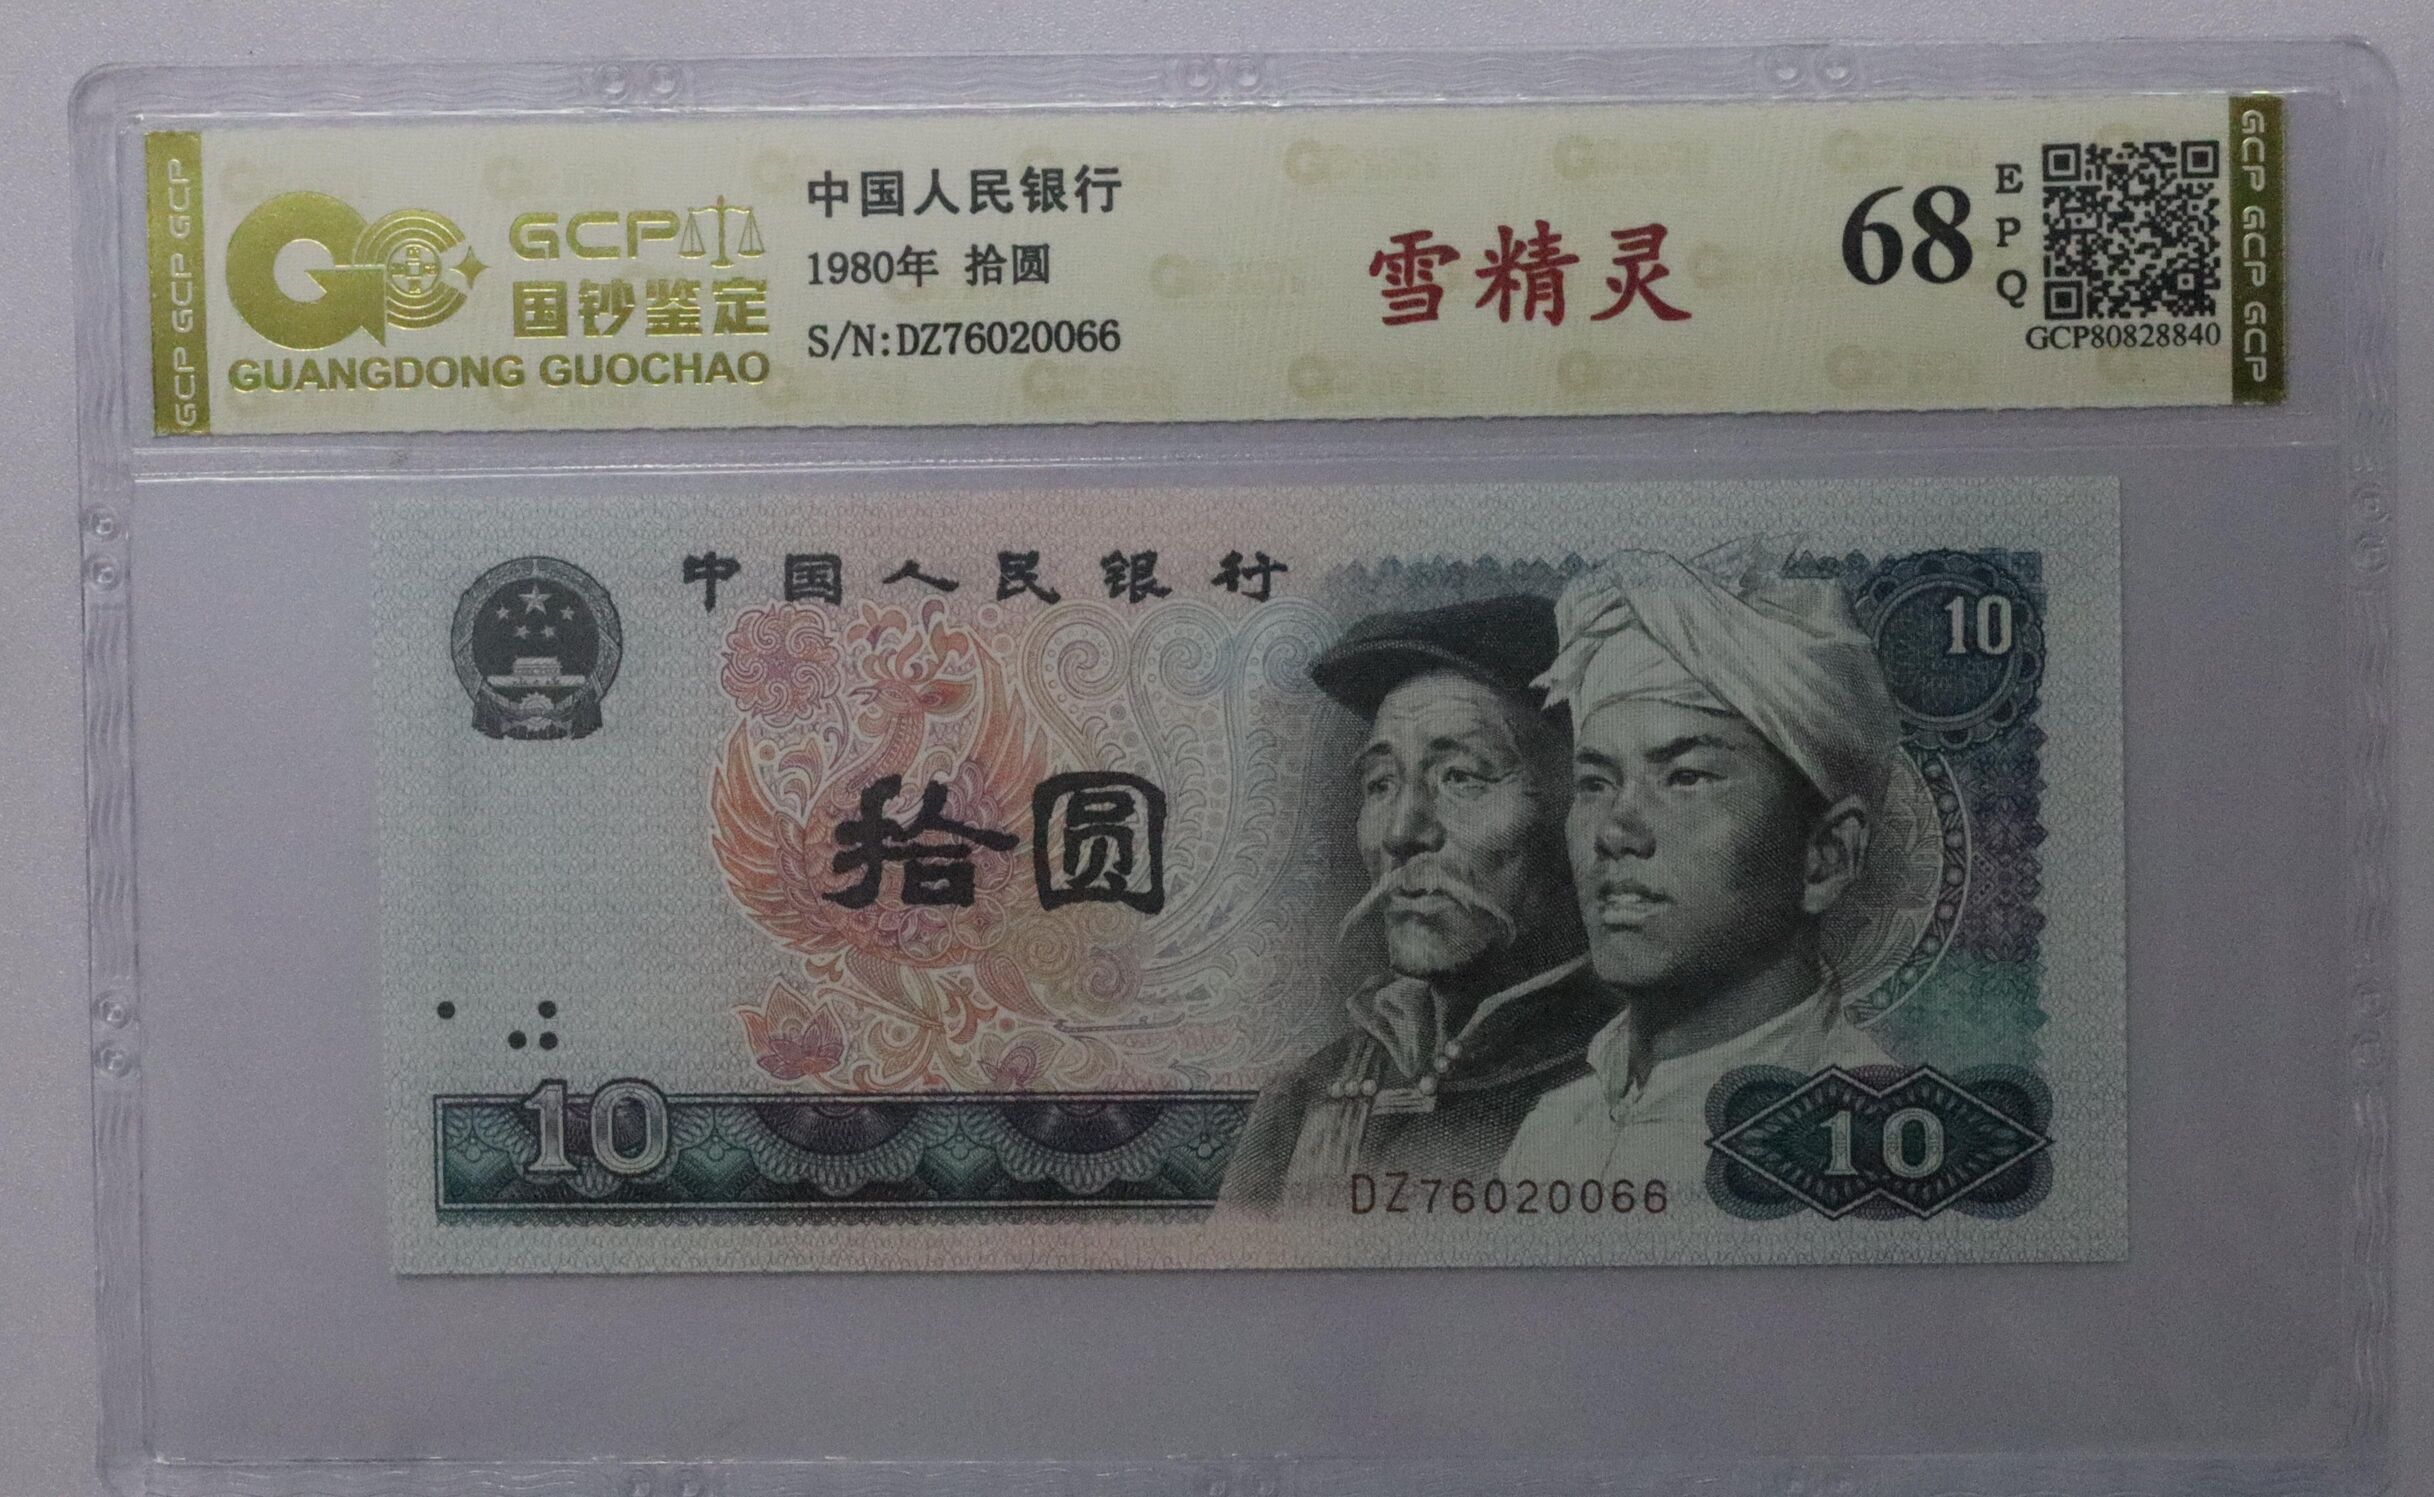 GCP GCP GCP
GCP
国钞鉴定
GUANGDONG GUOCHAO
中国人民银行
1980年 拾圆
S/N:DZ76020066
雪精灵
68
EPQ
GCP80828840
GCP GCP GCP
中国人民银行
10
拾圆
10
10
DZ76020066